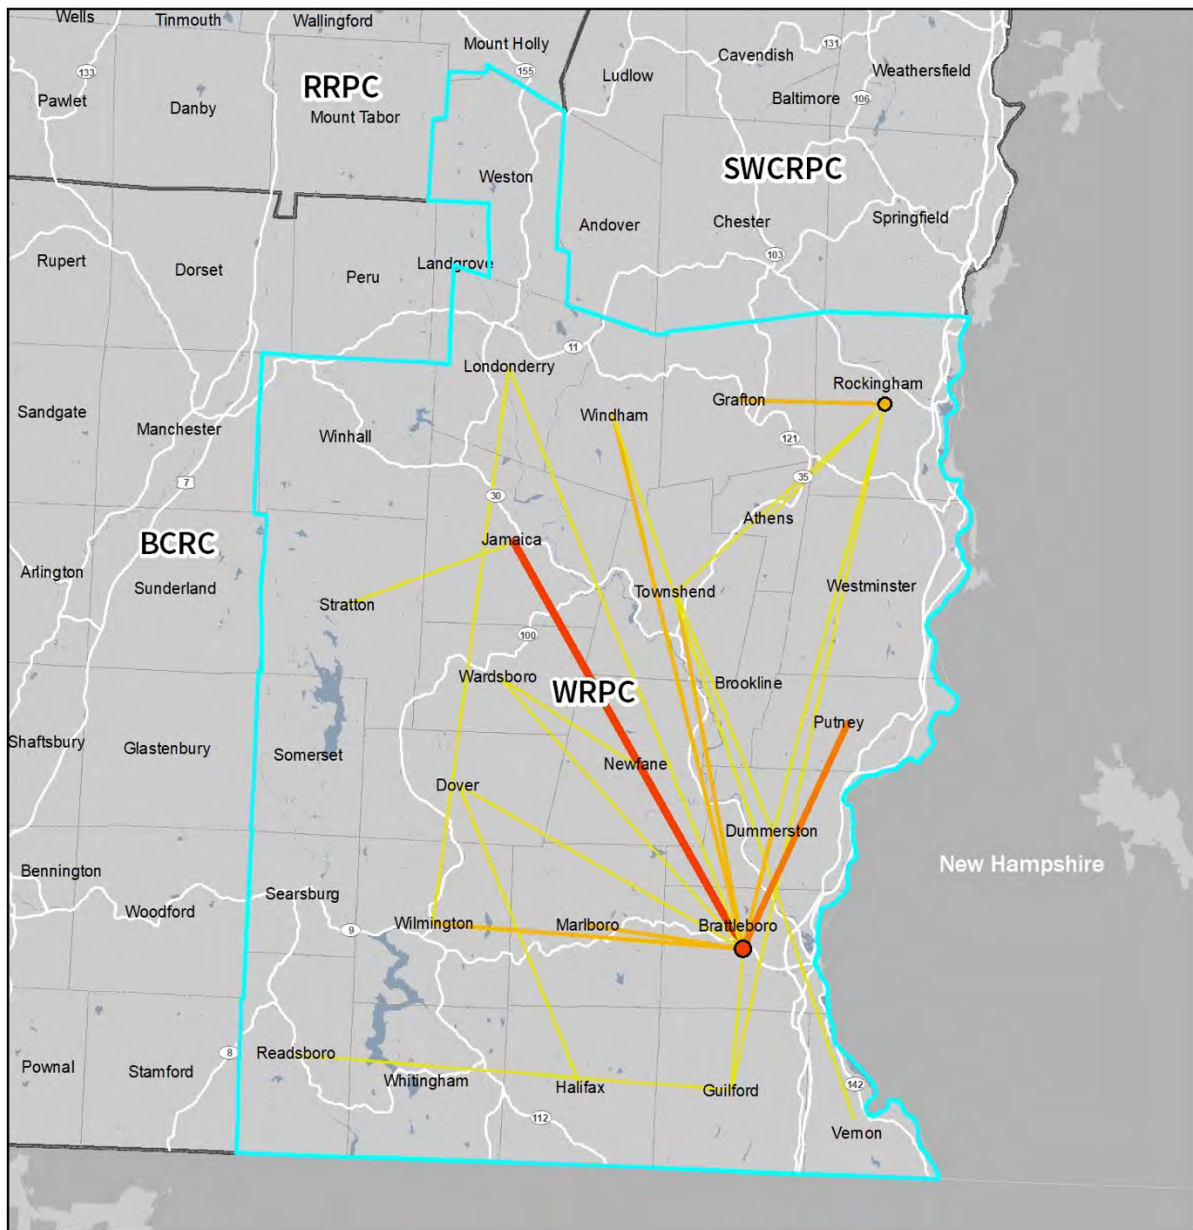 Wells
Tinmouth
Wallingford
Mount Holly
Cavendish
131
Weathersfield
133
155
Ludlow
RRPC
Baltimore
106
Pawlet
Danby
Mount Tabor
SWCRPC
Weston
Andover
Chester
Springfield
Rupert
Dorset
Peru
Landgrove
103
11
Londonderry
Rockingham
Sandgate
Manchester
Winhall
Windham
Grafton
121
7
30
35
Athens
BCRC
Jamaica
Arlington
Sunderland
Stratton
Townshend
Westminster
100
Wardsboro
WRPC
Brookline
Putney
Shaftsbury
Glastenbury
Somerset
Newfane
Dover
Dummerston
New Hampshire
Bennington
Woodford
Searsburg
9
Wilmington
Marlboro
Brattleboro
Readsboro
8
Pownal
Stamford
Whitingham
Halifax
Guilford
142
112
Vernon